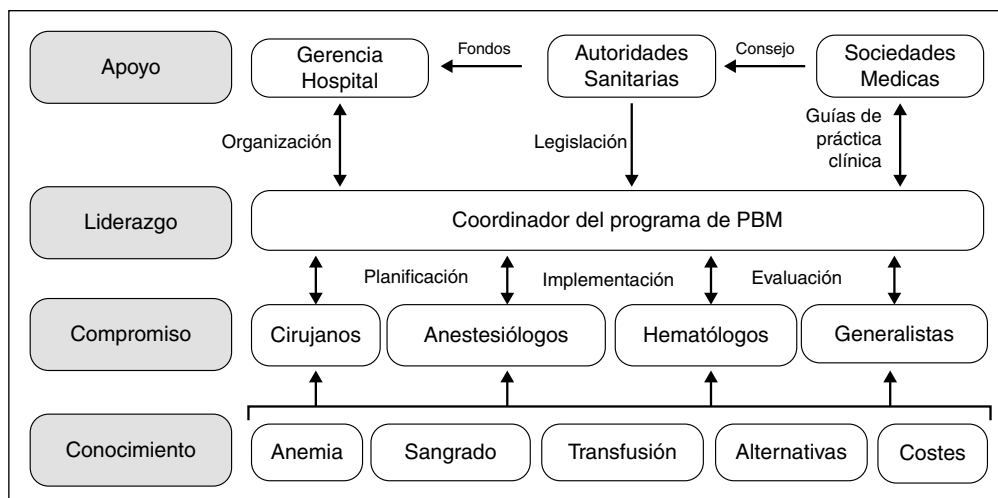 Apoyo
Gerencia
Hospital
Fondos
Autoridades
Sanitarias
Consejo
Sociedades
Medicas
Organización
Legislación
Guías de
práctica
clínica
Liderazgo
Coordinador del programa de PBM
Planificación
Implementación
Evaluación
Compromiso
Cirujanos
Anestesiólogos
Hematólogos
Generalistas
Conocimiento
Anemia
Sangrado
Transfusión
Alternativas
Costes